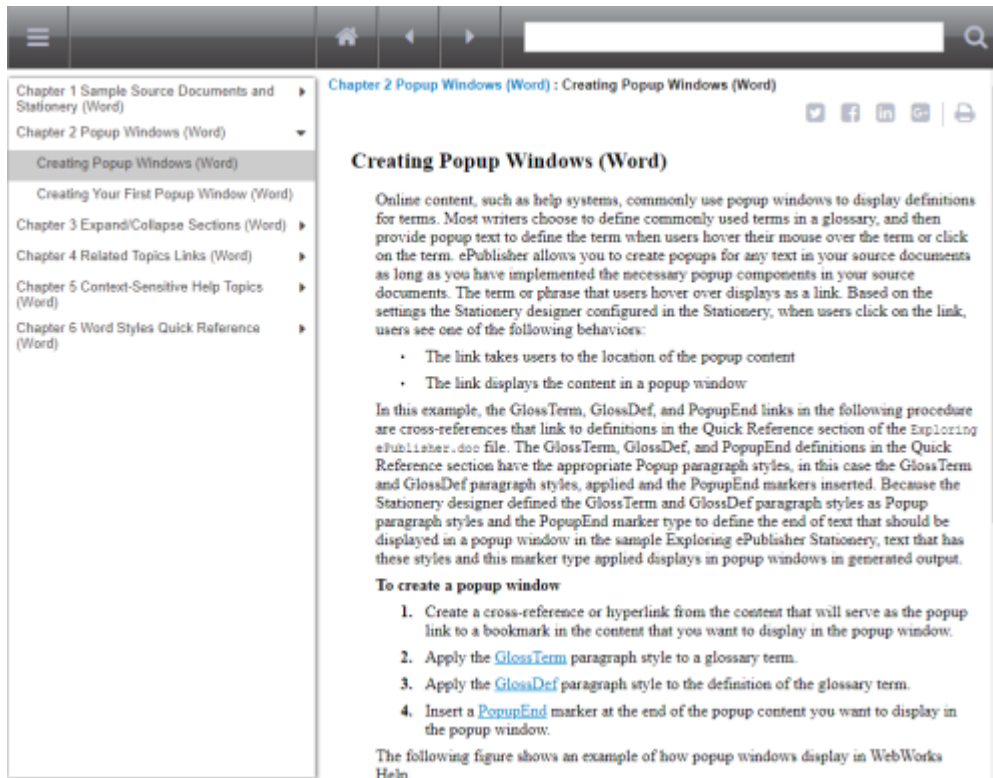 Chapter 1 Sample Source Documents and
Stationery (Word)
Chapter 2 Popup Windows (Word)
Creating Popup Windows (Word)
Creating Your First Popup Window (Word)
Chapter 3 Expand/Collapse Sections (Word)
Chapter 4 Related Topics Links (Word)
Chapter 5 Context-Sensitive Help Topics
(Word)
Chapter 6 Word Styles Quick Reference
(Word)
Chapter 2 Popup Windows (Word) : Creating Popup Windows (Word)
Creating Popup Windows (Word)
Online content, such as help systems, commonly use popup windows to display definitions
for terms. Most writers choose to define commonly used terms in a glossary, and then
provide popup text to define the term when users hover their mouse over the term or click
on the term. ePublisher allows you to create popups for any text in your source documents
as long as you have implemented the necessary popup components in your source
documents. The term or phrase that users hover over displays as a link. Based on the
settings the Stationery designer configured in the Stationery, when users click on the link,
users see one of the following behaviors:
• The link takes users to the location of the popup content
• The link displays the content in a popup window
In this example, the GlossTerm, GlossDef, and PopupEnd links in the following procedure
are cross-references that link to definitions in the Quick Reference section of the Exploring
ePublisher.doc file. The GlossTerm, GlossDef, and PopupEnd definitions in the Quick
Reference section have the appropriate Popup paragraph styles, in this case the GlossTerm
and GlossDef paragraph styles, applied and the PopupEnd markers inserted. Because the
Stationery designer defined the GlossTerm and GlossDef paragraph styles as Popup
paragraph styles and the PopupEnd marker type to define the end of text that should be
displayed in a popup window in the sample Exploring ePublisher Stationery, text that has
these styles and this marker type applied displays in popup windows in generated output.
To create a popup window
1. Create a cross-reference or hyperlink from the content that will serve as the popup
link to a bookmark in the content that you want to display in the popup window.
2. Apply the GlossTerm paragraph style to a glossary term.
3. Apply the GlossDef paragraph style to the definition of the glossary term.
4. Insert a PopupEnd marker at the end of the popup content you want to display in
the popup window.
The following figure shows an example of how popup windows display in WebWorks
Help